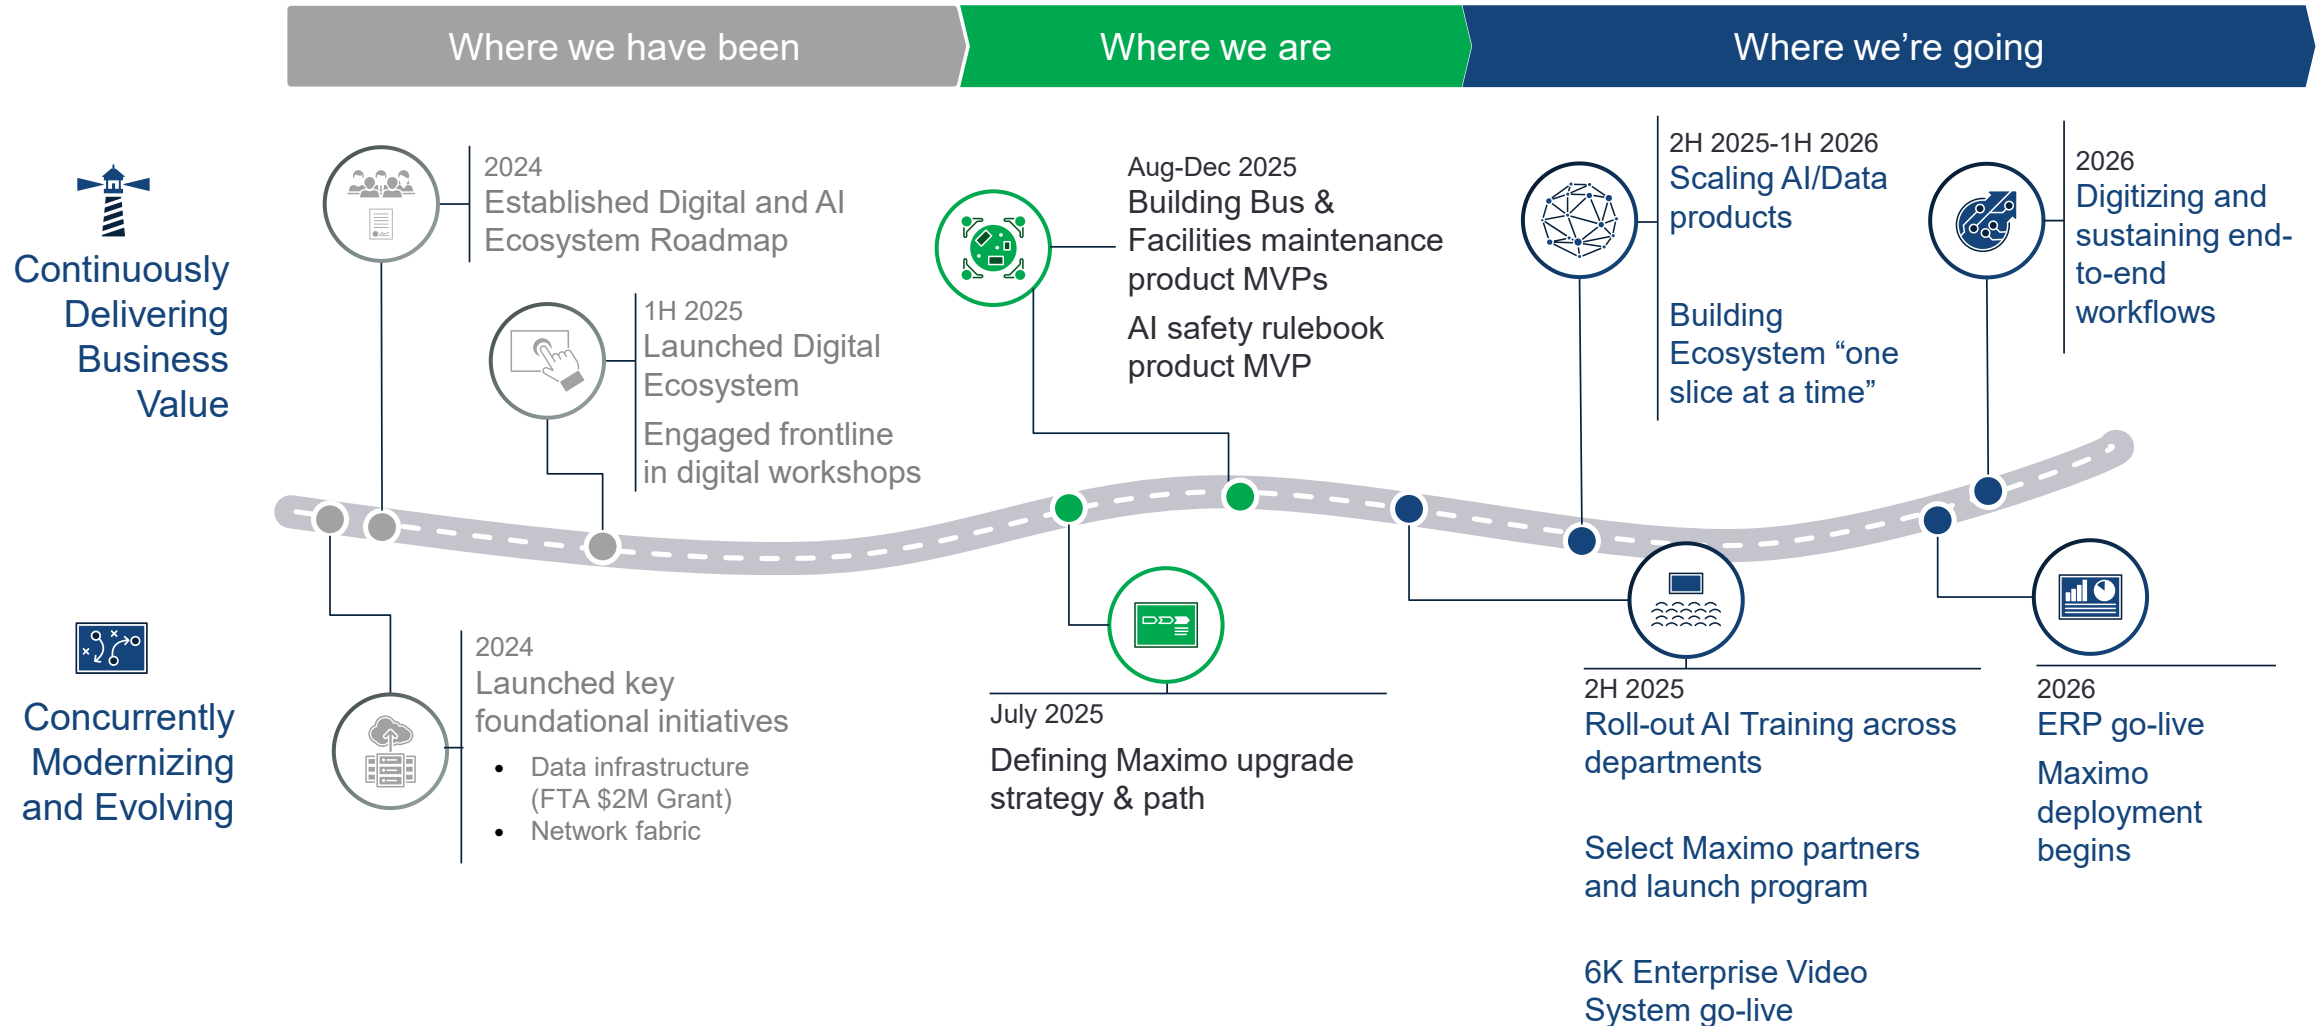 Where we have been
Where we are
Where we’re going
Continuously
Delivering
Business
Value
2024
Established Digital and AI
Ecosystem Roadmap
1H 2025
Launched Digital
Ecosystem
Engaged frontline
in digital workshops
Aug-Dec 2025
Building Bus &
Facilities maintenance
product MVPs
AI safety rulebook
product MVP
2H 2025-1H 2026
Scaling AI/Data
products
Building
Ecosystem “one
slice at a time”
2026
Digitizing and
sustaining end-
to-end
workflows
Concurrently
Modernizing
and Evolving
2024
Launched key
foundational initiatives
• Data infrastructure
(FTA $2M Grant)
• Network fabric
July 2025
Defining Maximo upgrade
strategy & path
2H 2025
Roll-out AI Training across
departments
Select Maximo partners
and launch program
6K Enterprise Video
System go-live
2026
ERP go-live
Maximo
deployment
begins